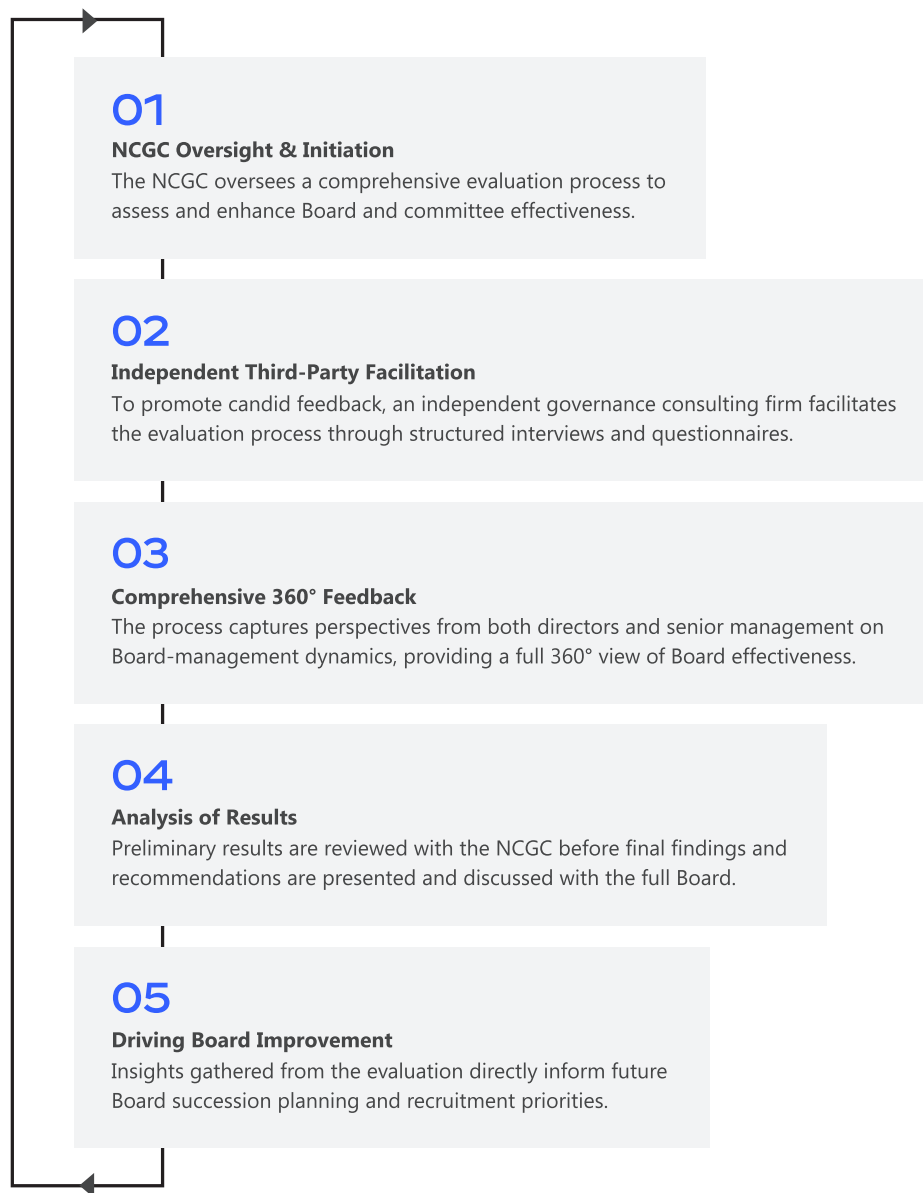 01
NCGC Oversight & Initiation
The NCGC oversees a comprehensive evaluation process to
assess and enhance Board and committee effectiveness.
02
Independent Third-Party Facilitation
To promote candid feedback, an independent governance consulting firm facilitates
the evaluation process through structured interviews and questionnaires.
03
Comprehensive 360° Feedback
The process captures perspectives from both directors and senior management on
Board-management dynamics, providing a full 360° view of Board effectiveness.
04
Analysis of Results
Preliminary results are reviewed with the NCGC before final findings and
recommendations are presented and discussed with the full Board.
05
Driving Board Improvement
Insights gathered from the evaluation directly inform future
Board succession planning and recruitment priorities.